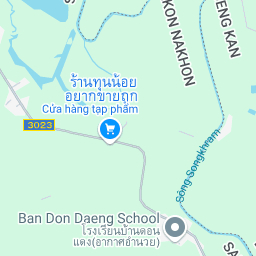 KON NAKHON
ENG KAN
ร้านทุนน้อย
อยากขายถูก
Cửa hàng tạp phẩm
3023
Sông Songkhram
Ban Don Daeng School
โรงเรียนบ้านดอน
แดง(อากาศอำนวย)
SA